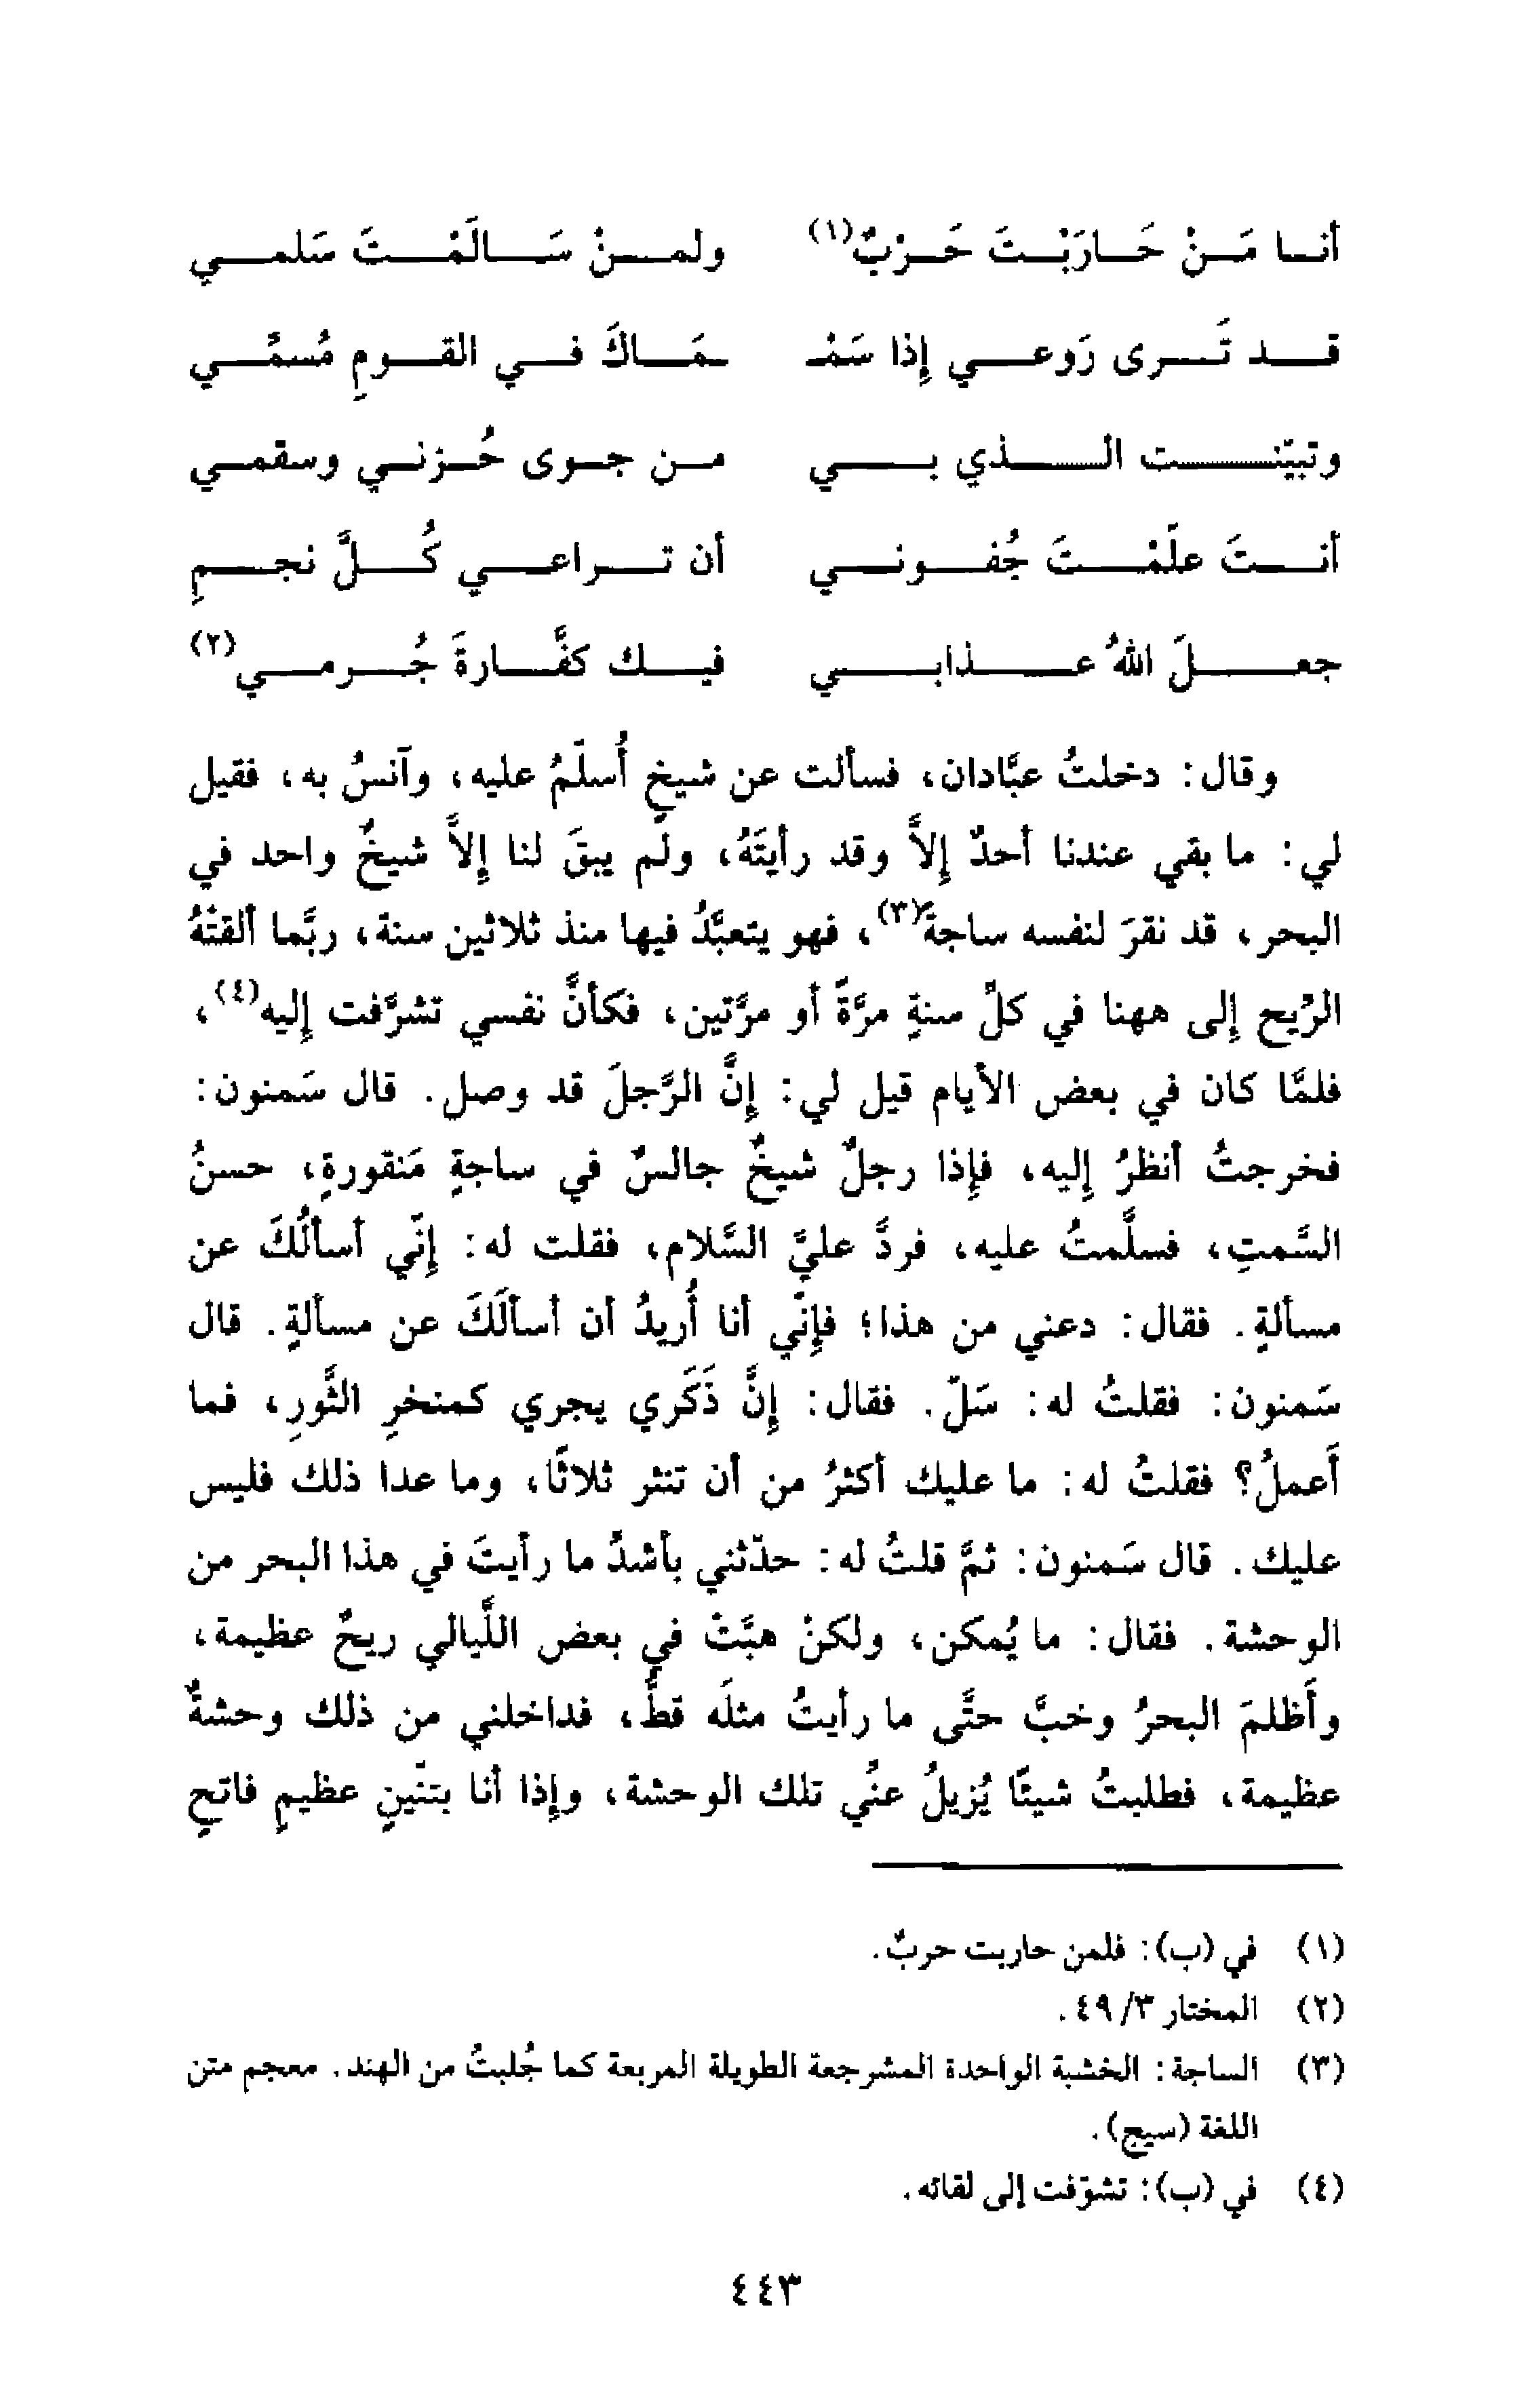 أنا مَنْ حَارَبْتَ حَرْبٌ(١) ولمنْ سَالَمْتَ سَلمي
قد تَرى رَوعي إِذا سَمْـ ـمَاكَ في القومِ مُسمِّي
وتبيّنت الذي بي من جوى حُزني وسقمي
أنتَ علّمْتَ جُفوني أن تراعي كُلَّ نجمِ
جعلَ اللهُ عذابي فيك كفَّارةَ جُرمي(٢)
وقال: دخلتُ عبَّادان، فسألت عن شيخٍ أُسلّمُ عليه، وآنسُ به، فقيل
لي: ما بقي عندنا أحدٌ إلاَّ وقد رأيتَهُ، ولم يبقَ لنا إلاَّ شيخٌ واحد في
البحر، قد نقرَ لنفسه ساجةً(٣)، فهو يتعبَّدُ فيها منذ ثلاثين سنة، ربَّما ألقتْهُ
الرِّيح إلى ههنا في كلِّ سنةٍ مرَّةً أو مرَّتين، فكأنَّ نفسي تشرَّفت إليه(٤)،
فلمَّا كان في بعض الأيام قيل لي: إنَّ الرَّجلَ قد وصل. قال سَمنون:
فخرجتُ أنظرُ إليه، فإذا رجلٌ شيخٌ جالسٌ في ساجةٍ مَنقورةٍ، حسنُ
السَّمتِ، فسلَّمتُ عليه، فردَّ عليَّ السَّلام، فقلت له: إنّي أسألُكَ عن
مسألةٍ. فقال: دعني من هذا؛ فإنّي أنا أُريدُ أن أسألَكَ عن مسألةٍ. قال
سَمنون: فقلتُ له: سَلْ. فقال: إنَّ ذَكَري يجري كمنخرِ الثَّورِ، فما
أَعملُ؟ فقلتُ له: ما عليك أكثرُ من أن تنثر ثلاثًا، وما عدا ذلك فليس
عليك. قال سَمنون: ثمَّ قلتُ له: حدّثني بأشدِّ ما رأيتَ في هذا البحر من
الوحشة. فقال: ما يُمكن، ولكنْ هبَّتْ في بعض اللَّيالي ريحٌ عظيمة،
وأَظلمَ البحرُ وخبَّ حتَّى ما رأيتُ مثلَه قطُّ، فداخلني من ذلك وحشةٌ
عظيمة، فطلبتُ شيئًا يُزيلُ عنِّي تلك الوحشة، وإذا أنا بتنّينٍ عظيمٍ فاتحٍ
(١) في (ب): فلمن حاربت حربٌ.
(٢) المختار ٤٩/٣.
(٣) الساجة: الخشبة الواحدة المشرجعة الطويلة المربعة كما جُلبتُ من الهند. معجم متن
اللغة (سيج).
(٤) في (ب): تشوّفت إلى لقائه.
٤٤٣